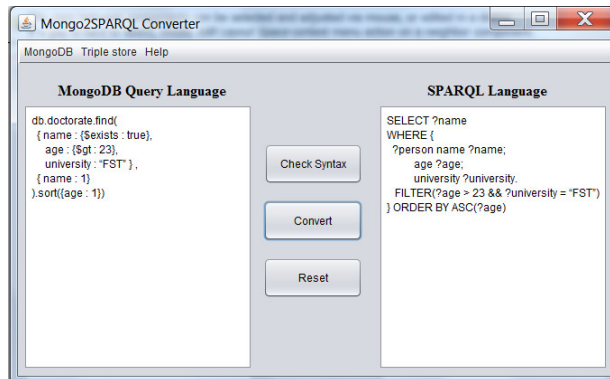 Mongo2SPARQL Converter
MongoDB Triple store Help
MongoDB Query Language
db.doctorate.find(
{ name : {$exists : true},
age : {$gt : 23},
university : “FST” } ,
{ name : 1}
).sort({age : 1})
Check Syntax
Convert
Reset
SPARQL Language
SELECT ?name
WHERE {
?person name ?name;
age ?age;
university ?university.
FILTER(?age > 23 && ?university = “FST”)
} ORDER BY ASC(?age)